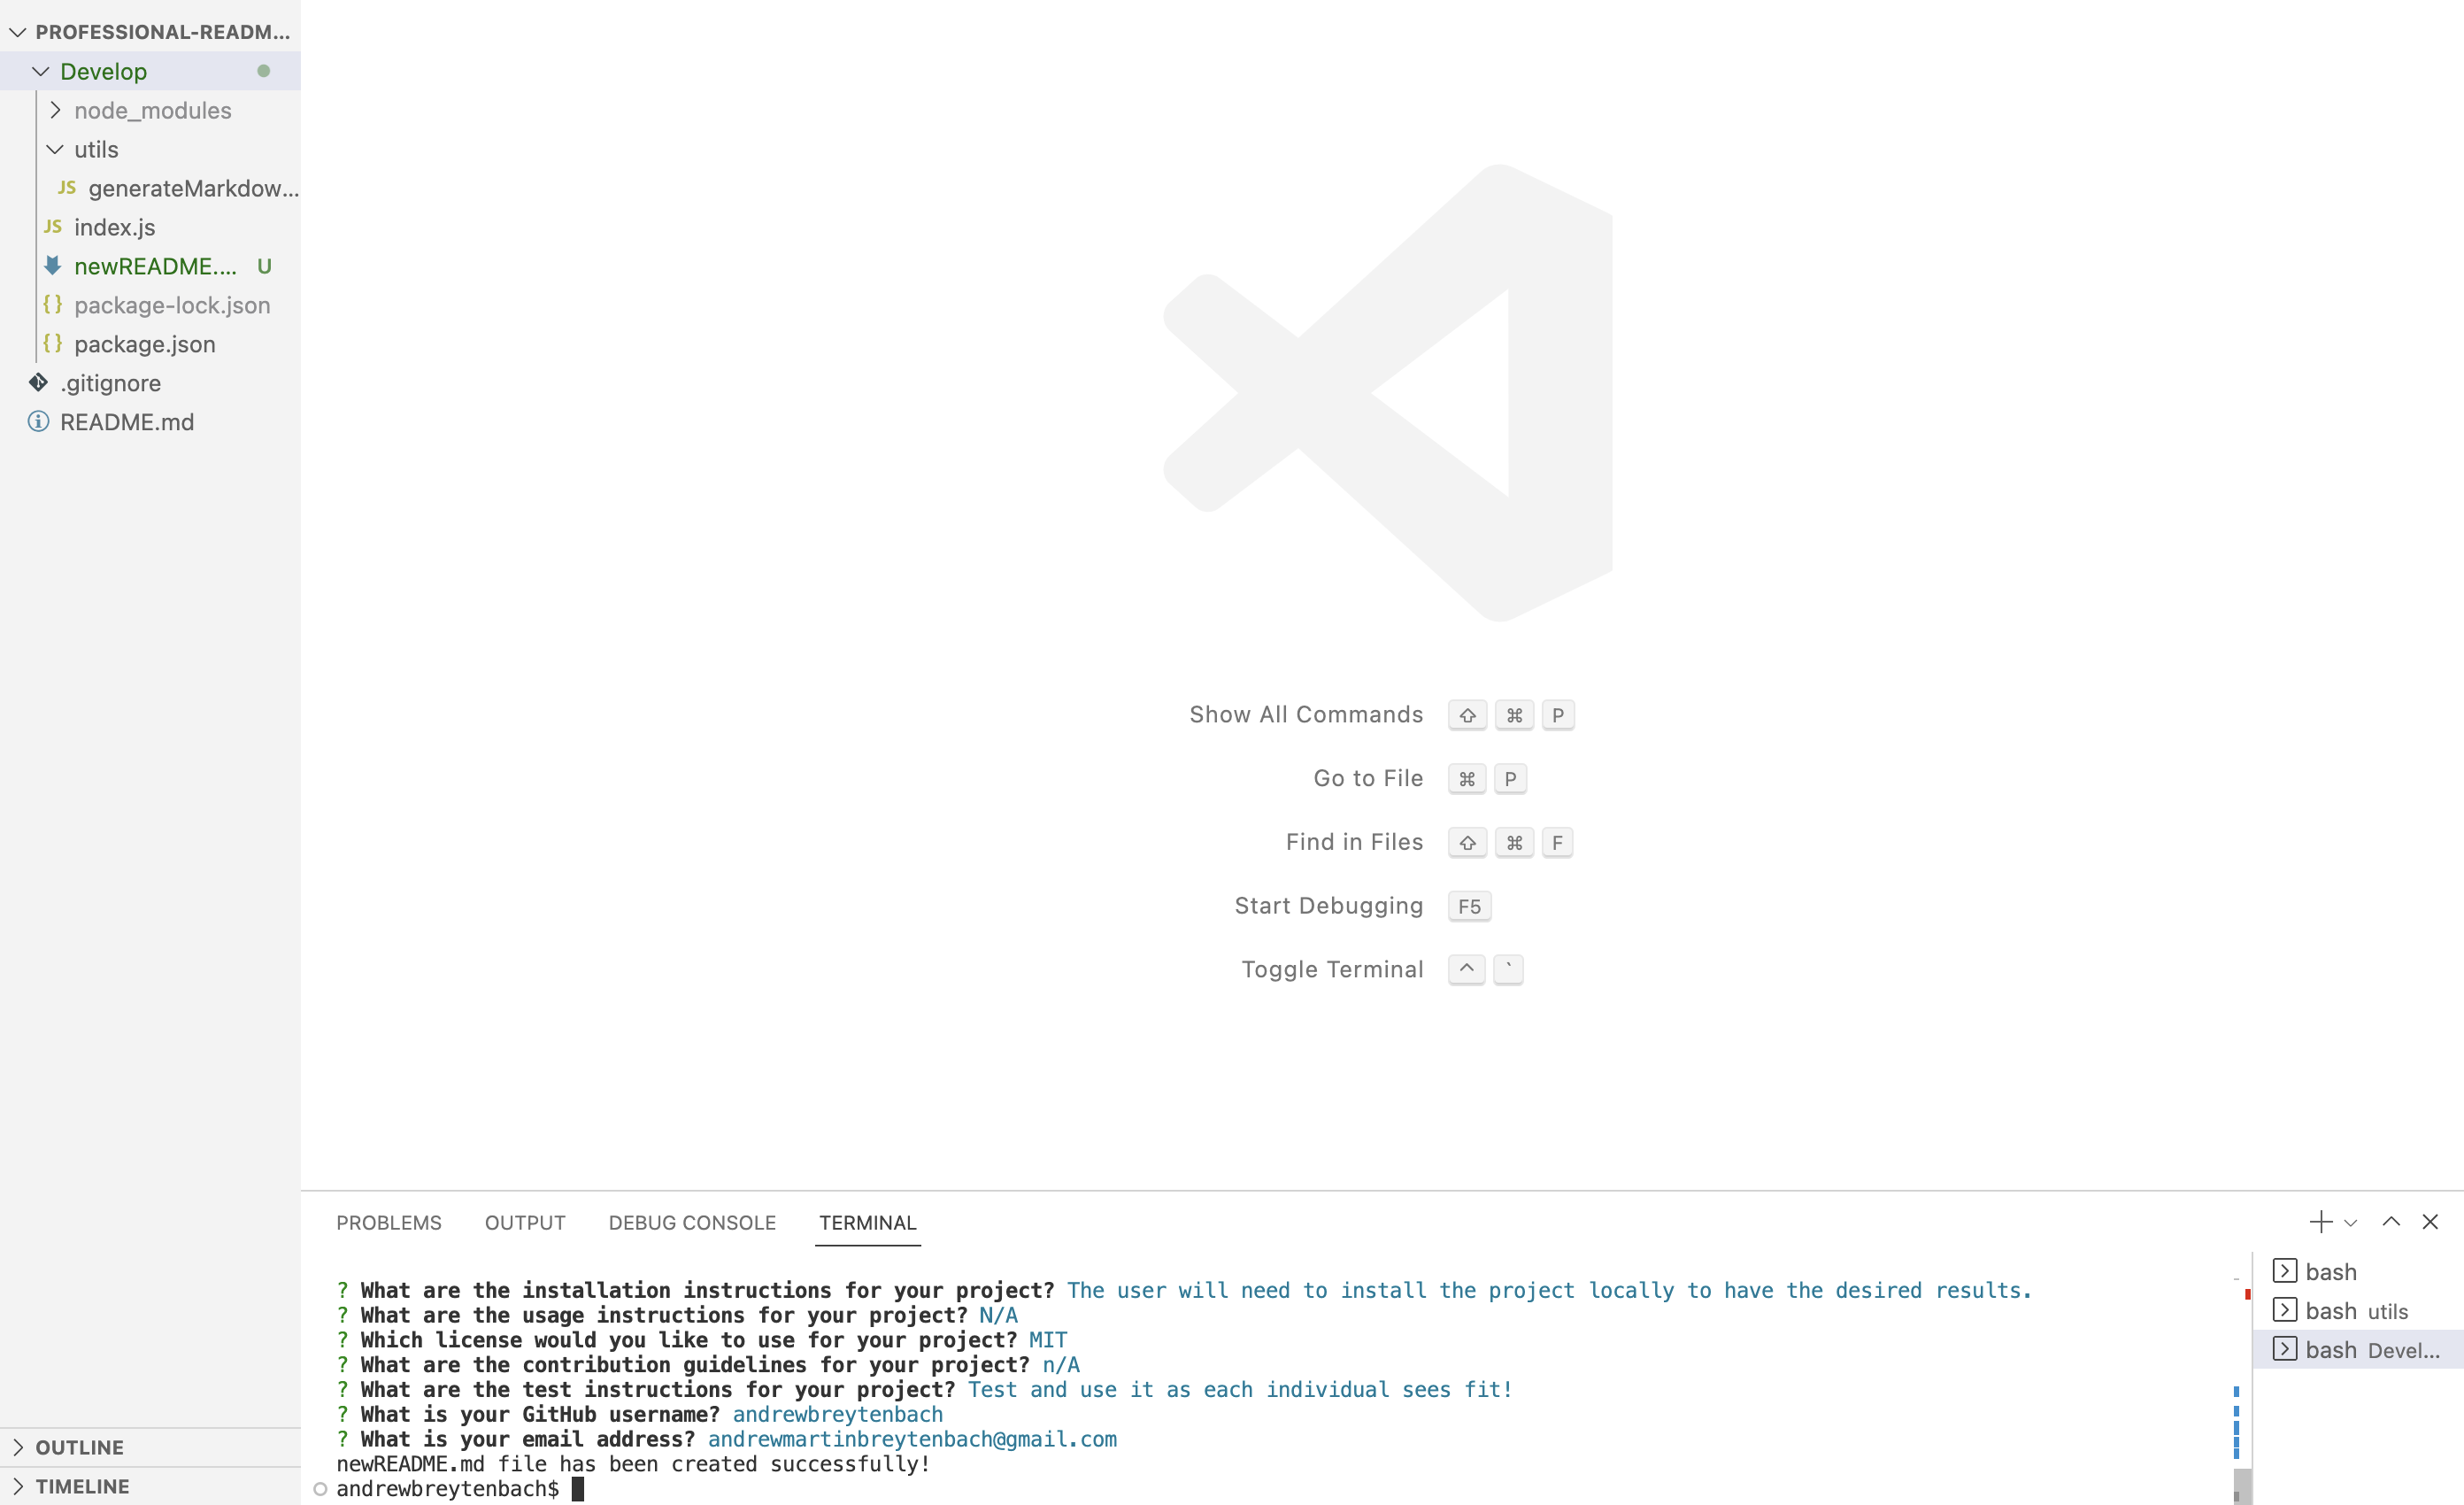 PROFESSIONAL-READM...
Develop
node_modules
utils
JS generateMarkdow...
JS index.js
newREADME.... U
{} package-lock.json
{} package.json
.gitignore
README.md
OUTLINE
TIMELINE
Show All Commands ⇧ ⌘ P
Go to File ⌘ P
Find in Files ⇧ ⌘ F
Start Debugging F5
Toggle Terminal ^ `
PROBLEMS OUTPUT DEBUG CONSOLE TERMINAL
? What are the installation instructions for your project? The user will need to install the project locally to have the desired results.
? What are the usage instructions for your project? N/A
? Which license would you like to use for your project? MIT
? What are the contribution guidelines for your project? n/A
? What are the test instructions for your project? Test and use it as each individual sees fit!
? What is your GitHub username? andrewbreytenbach
? What is your email address? andrewmartinbreytenbach@gmail.com
newREADME.md file has been created successfully!
andrewbreytenbach$
bash
bash utils
bash Devel...